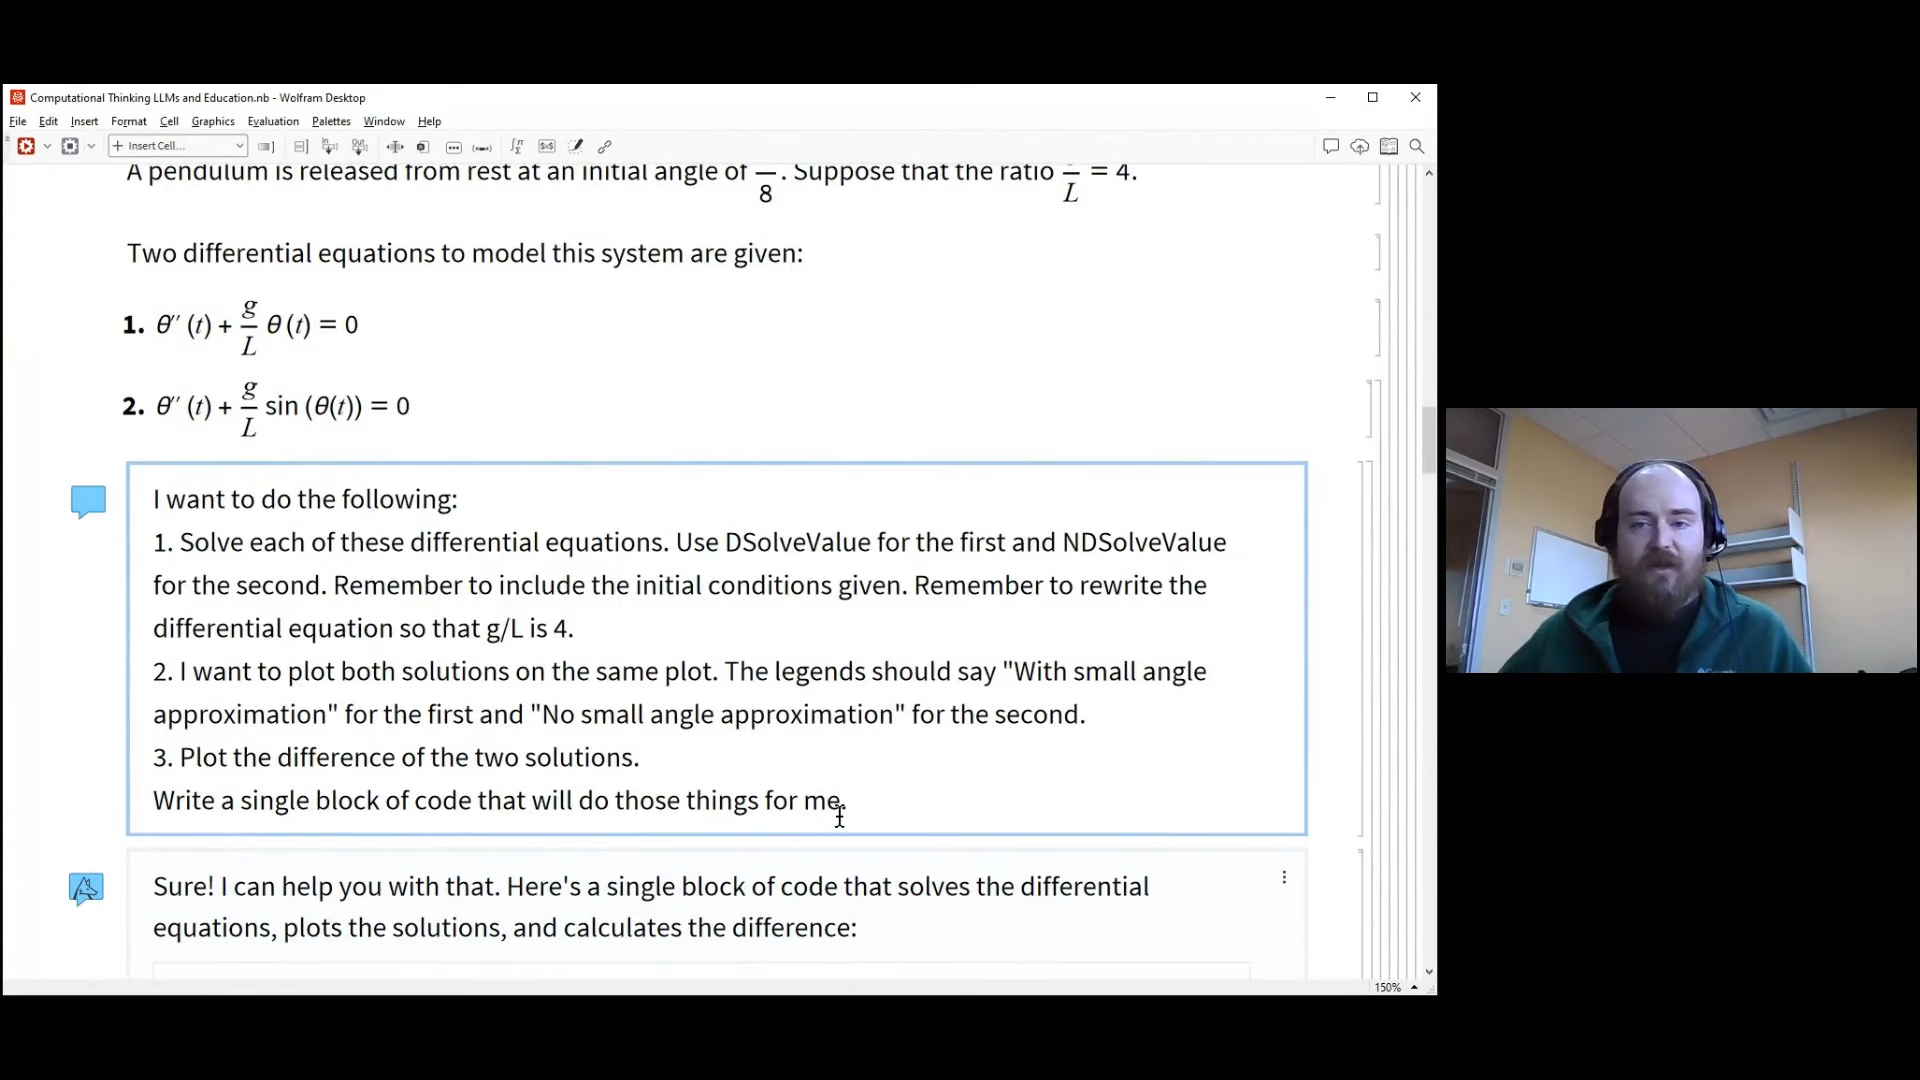 Computational Thinking LLMs and Education.nb - Wolfram Desktop
File Edit Insert Format Cell Graphics Evaluation Palettes Window Help
Insert Cell...
A pendulum is released from rest at an initial angle of — 8 . Suppose that the ratio — L = 4.
Two differential equations to model this system are given:
1. θ′′ (t) + g/L θ (t) = 0
2. θ′′ (t) + g/L sin (θ(t)) = 0
I want to do the following:
1. Solve each of these differential equations. Use DSolveValue for the first and NDSolveValue
for the second. Remember to include the initial conditions given. Remember to rewrite the
differential equation so that g/L is 4.
2. I want to plot both solutions on the same plot. The legends should say "With small angle
approximation" for the first and "No small angle approximation" for the second.
3. Plot the difference of the two solutions.
Write a single block of code that will do those things for me.
Sure! I can help you with that. Here's a single block of code that solves the differential
equations, plots the solutions, and calculates the difference:
150%